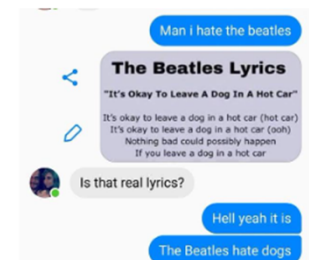 Man i hate the beatles
The Beatles Lyrics
"It's Okay To Leave A Dog In A Hot Car"
It's okay to leave a dog in a hot car (hot car)
It's okay to leave a dog in a hot car (ooh)
Nothing bad could possibly happen
If you leave a dog in a hot car
Is that real lyrics?
Hell yeah it is
The Beatles hate dogs